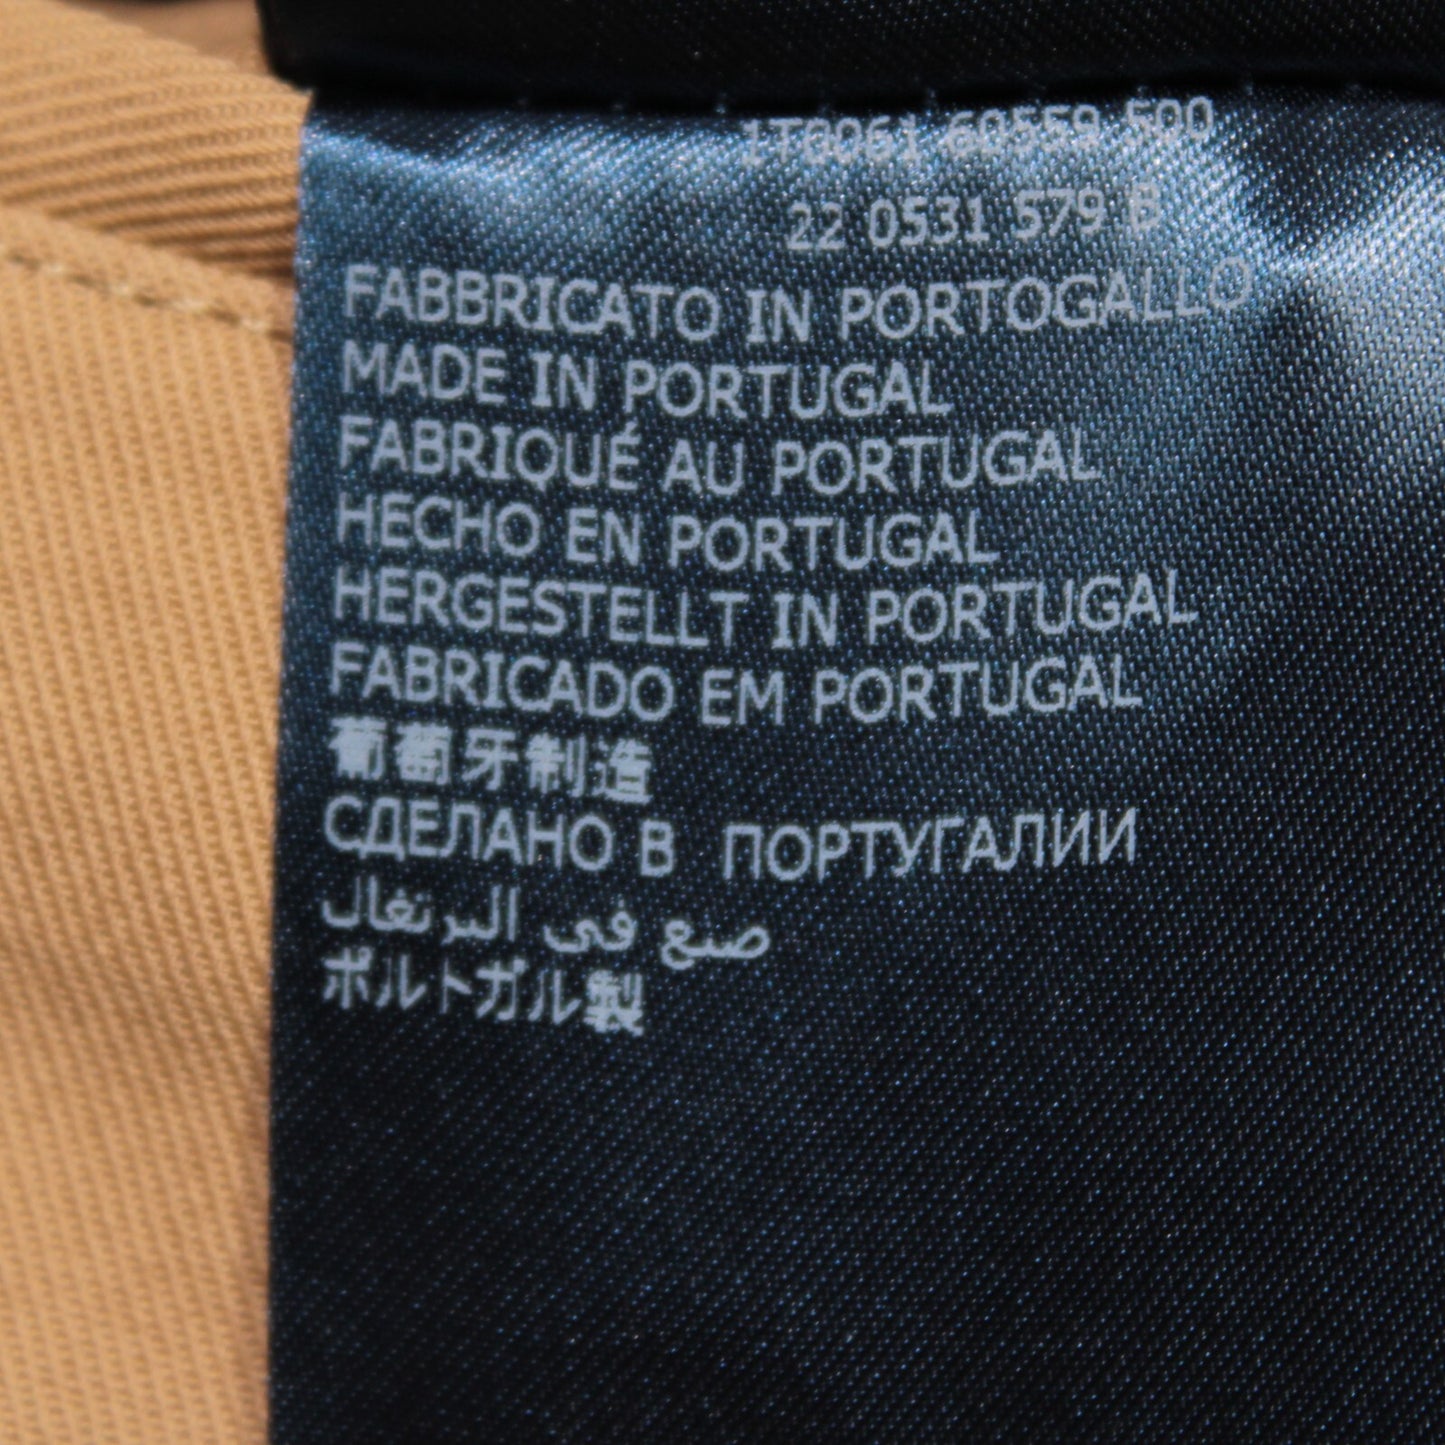 1T0061 60559 500
22 0531 579 B
FABBRICATO IN PORTOGALLO
MADE IN PORTUGAL
FABRIQUÉ AU PORTUGAL
HECHO EN PORTUGAL
HERGESTELLT IN PORTUGAL
FABRICADO EM PORTUGAL
葡萄牙制造
СДЕЛАНО В ПОРТУГАЛИИ
صنع في البرتغال
ポルトガル製